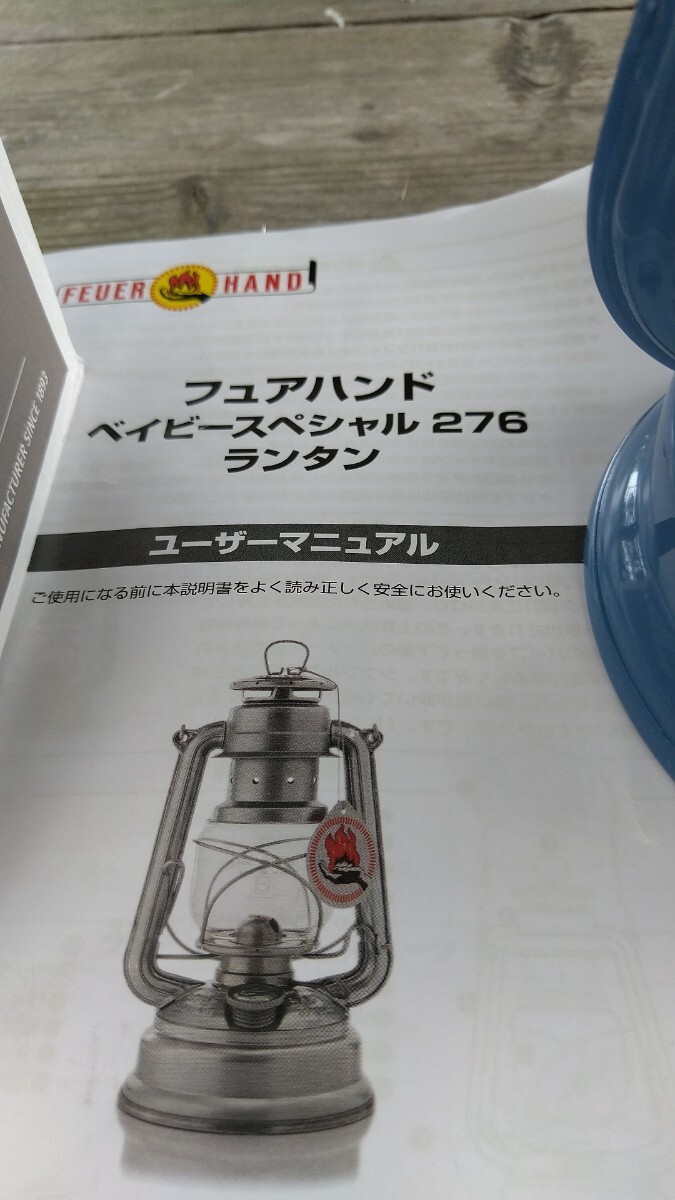 FEUER HAND
フュアハンド
ベイビースペシャル 276
ランタン
ユーザーマニュアル
ご使用になる前に本説明書をよく読み正しく安全にお使いください。
SINCE 1893